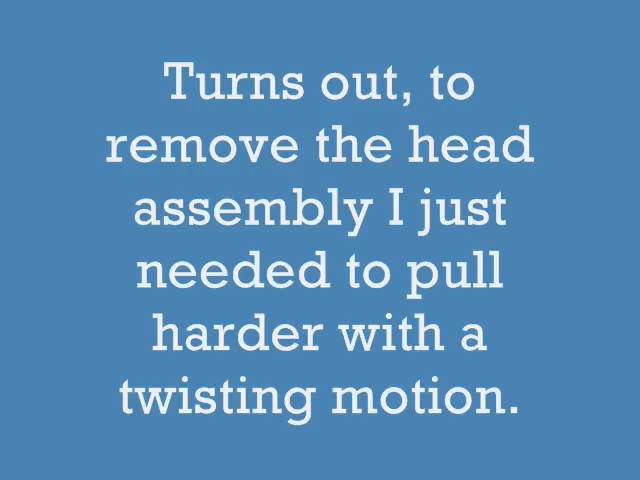 Turns out, to
remove the head
assembly I just
needed to pull
harder with a
twisting motion.